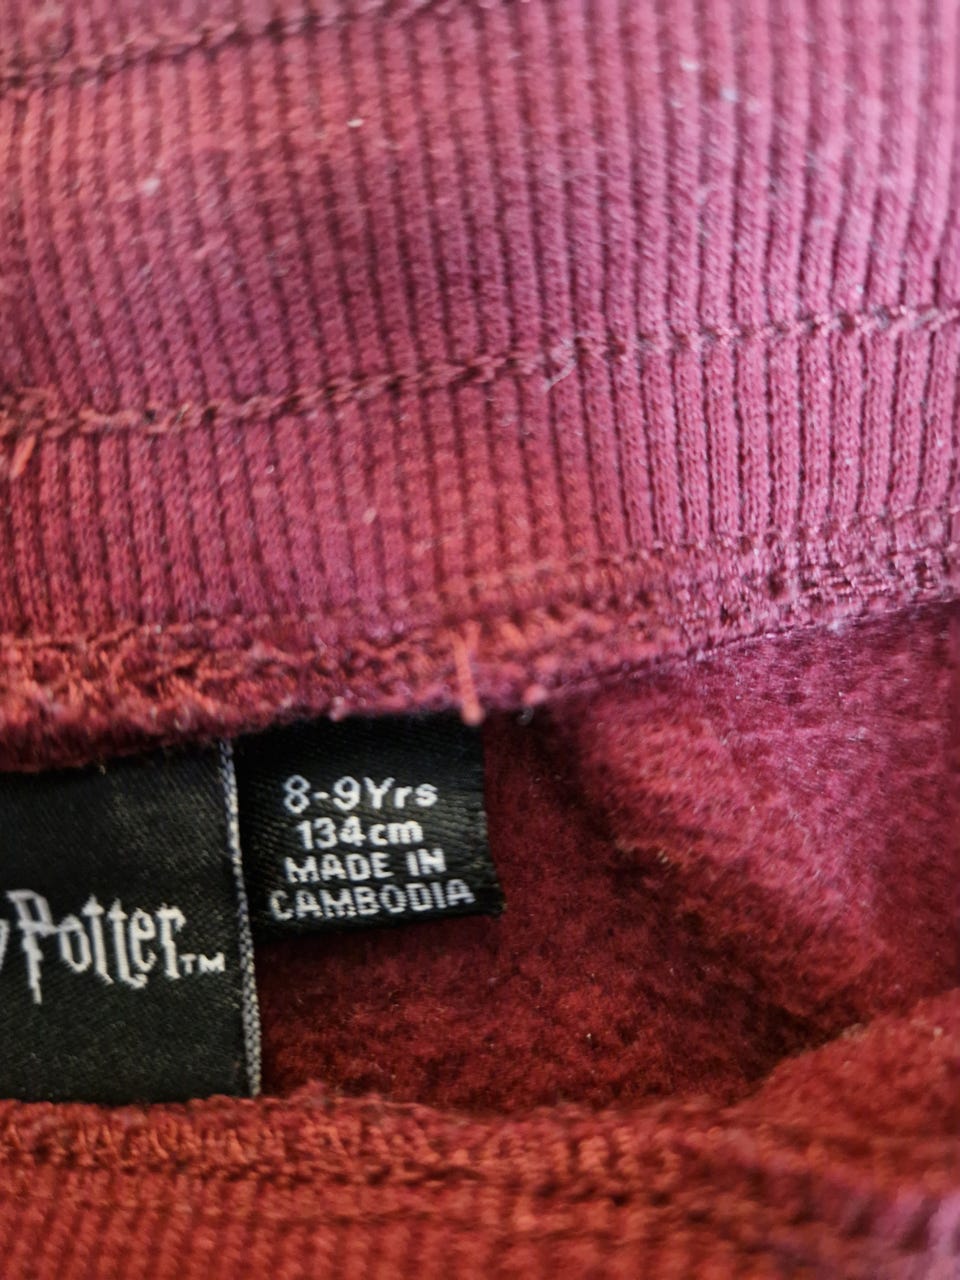 8-9Yrs
134cm
MADE IN
CAMBODIA
Potter™